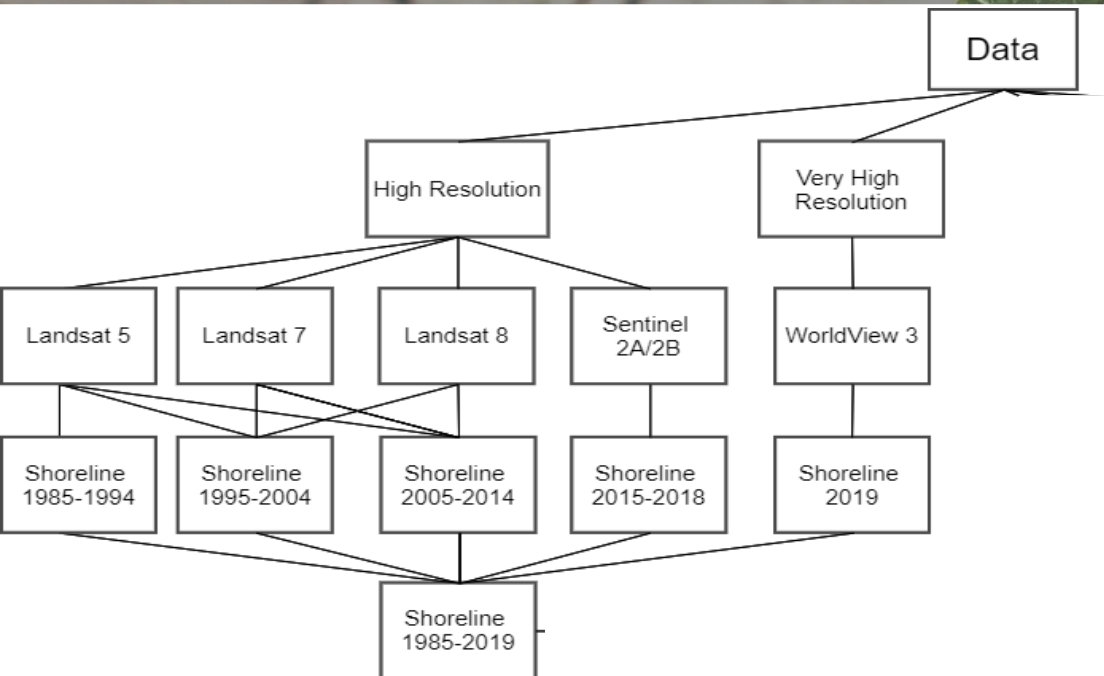 Data
High Resolution
Very High
Resolution
Landsat 5
Landsat 7
Landsat 8
Sentinel
2A/2B
WorldView 3
Shoreline
1985-1994
Shoreline
1995-2004
Shoreline
2005-2014
Shoreline
2015-2018
Shoreline
2019
Shoreline
1985-2019